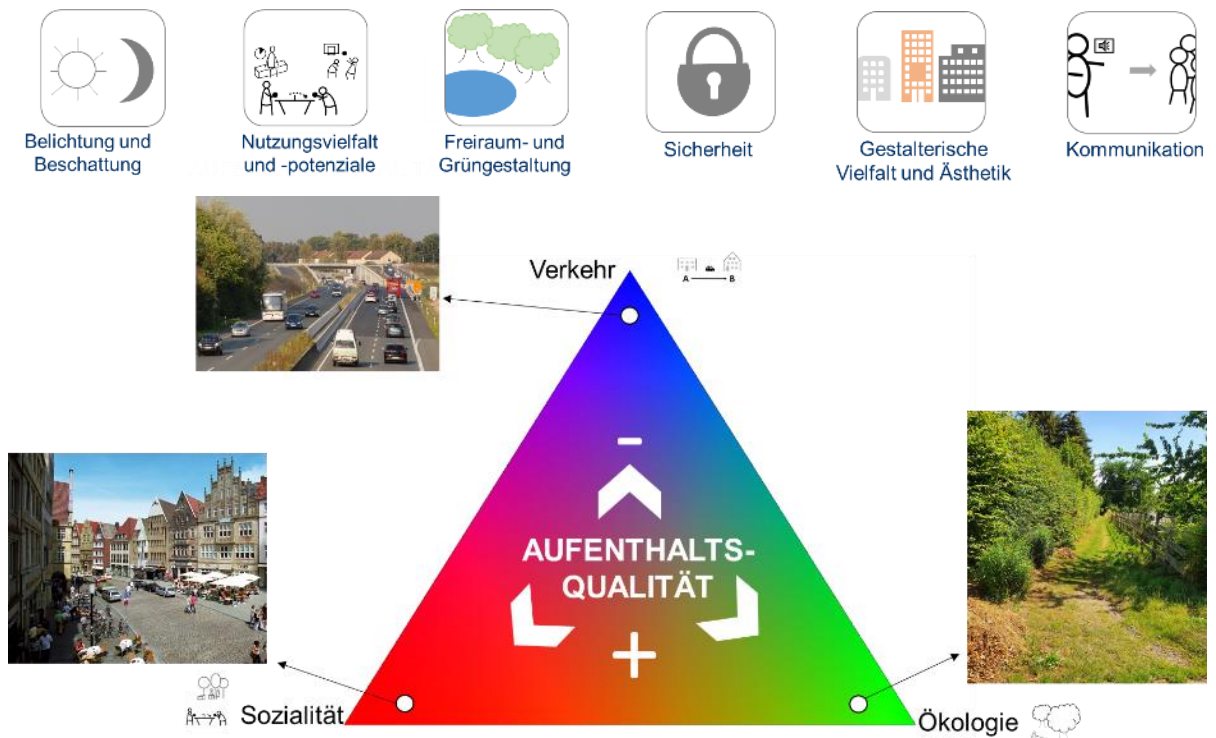 Belichtung und
Beschattung
Nutzungsvielfalt
und -potenziale
Freiraum- und
Grüngestaltung
Sicherheit
Gestalterische
Vielfalt und Ästhetik
Kommunikation
Verkehr
A
B
-
AUFENTHALTS-
QUALITÄT
+
Sozialität
Ökologie